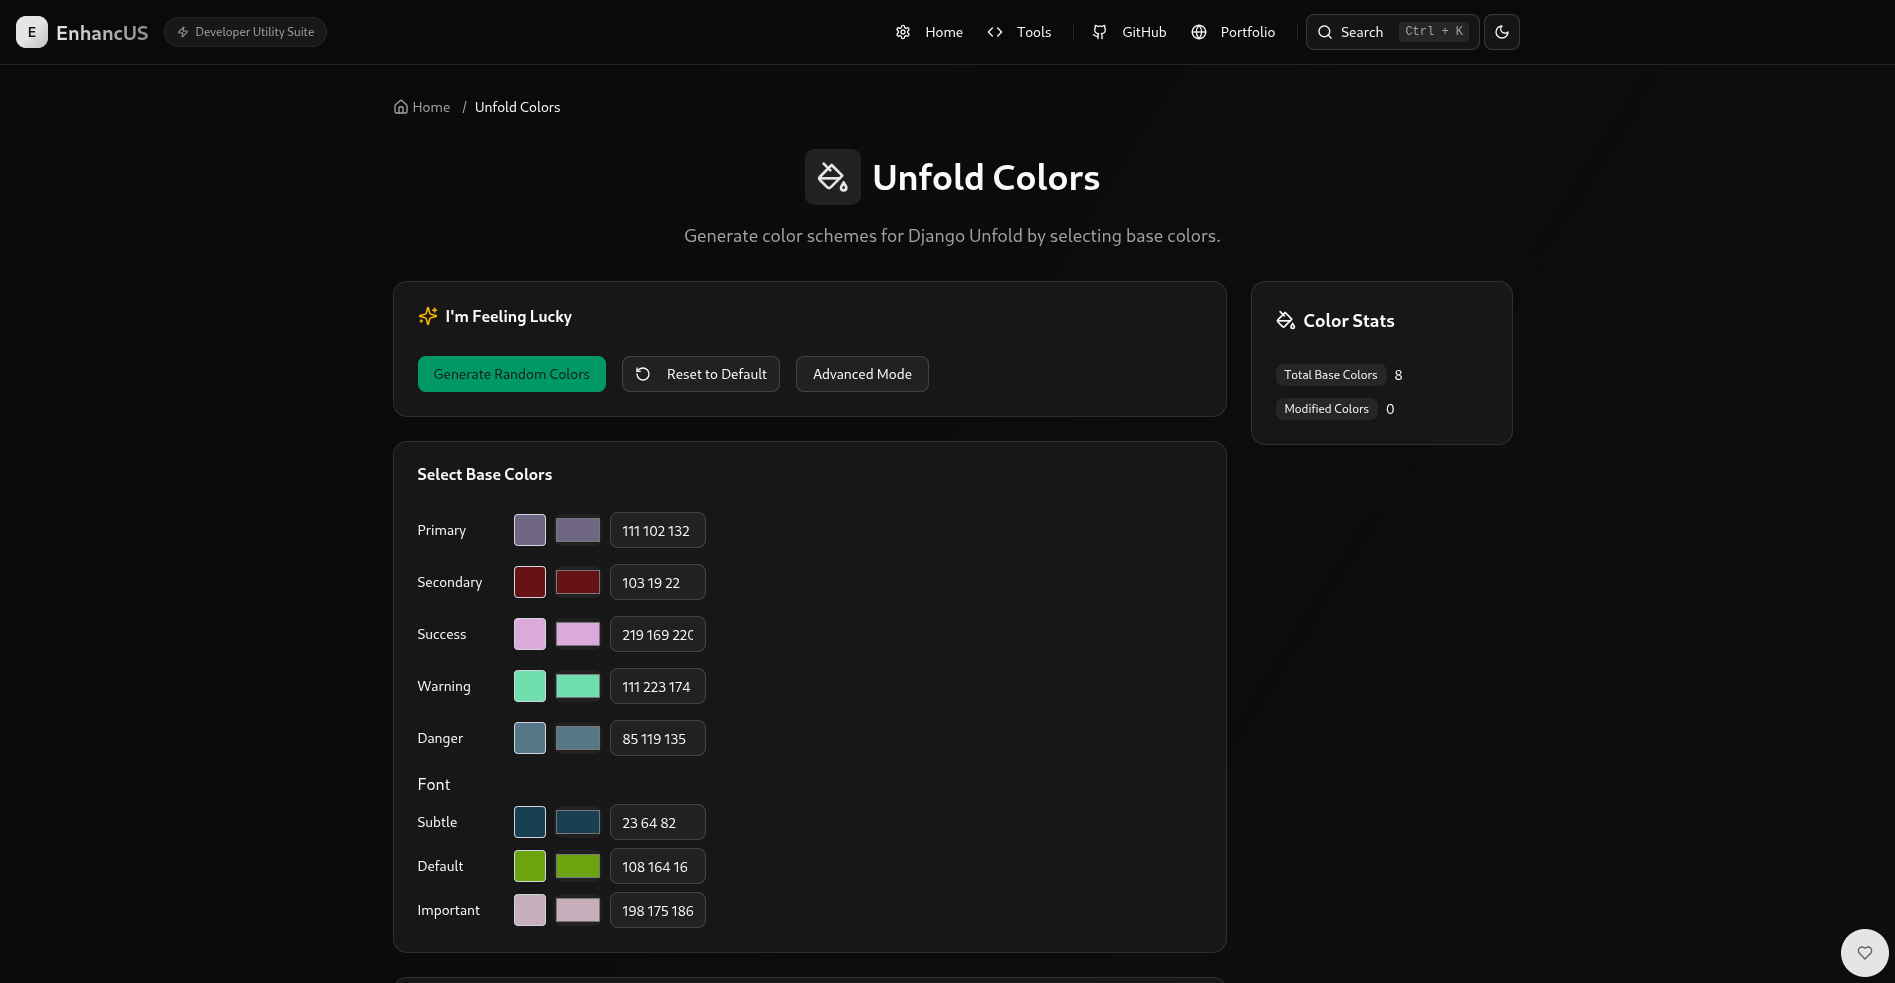 E EnhancUS Developer Utility Suite Home Tools GitHub Portfolio Search Ctrl + K
Home / Unfold Colors
Unfold Colors
Generate color schemes for Django Unfold by selecting base colors.
I'm Feeling Lucky
Generate Random Colors Reset to Default Advanced Mode
Color Stats
Total Base Colors 8
Modified Colors 0
Select Base Colors
Primary 111 102 132
Secondary 103 19 22
Success 219 169 220
Warning 111 223 174
Danger 85 119 135
Font
Subtle 23 64 82
Default 108 164 16
Important 198 175 186